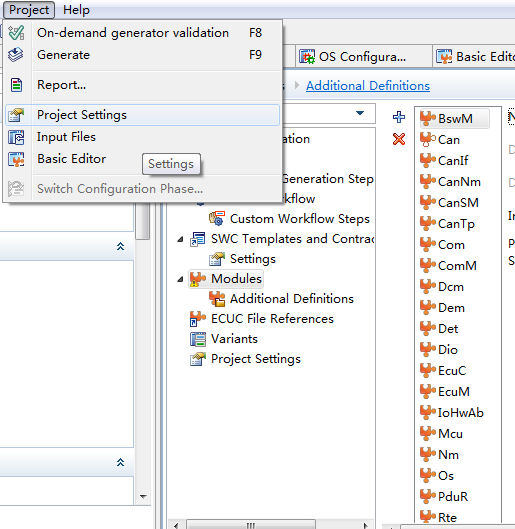 Project Help
On-demand generator validation F8
Generate F9
Report...
Project Settings
Input Files
Basic Editor
Settings
Switch Configuration Phase...
OS Configura...
Basic Edito
Additional Definitions
Generation Step
Custom Workflow Steps
SWC Templates and Contrac
Settings
Modules
Additional Definitions
ECUC File References
Variants
Project Settings
BswM
Can
CanIf
CanNm
CanSM
CanTp
Com
ComM
Dcm
Dem
Det
Dio
EcuC
EcuM
IoHwAb
Mcu
Nm
Os
PduR
Rte